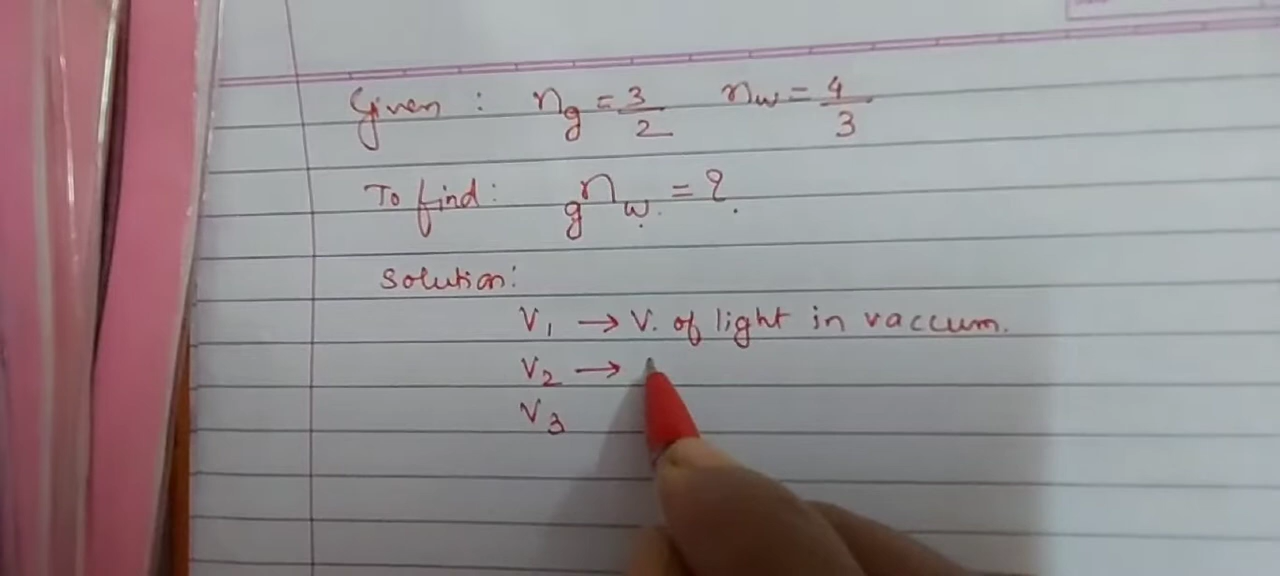 Given : ng = 3/2 nw = 4/3
To find: gnw. = ?
Solution:
V1 → V. of light in vaccum.
V2 →
V3